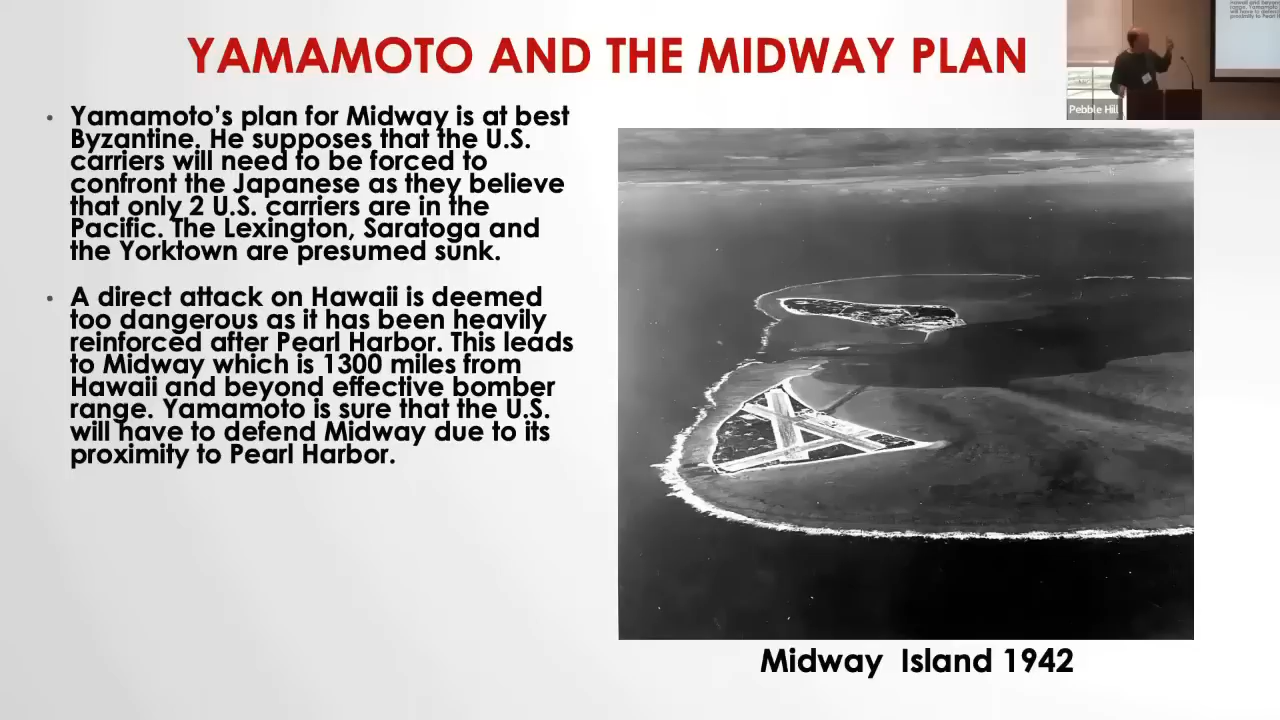 YAMAMOTO AND THE MIDWAY PLAN
• Yamamoto's plan for Midway is at best
Byzantine. He supposes that the U.S.
carriers will need to be forced to
confront the Japanese as they believe
that only 2 U.S. carriers are in the
Pacific. The Lexington, Saratoga and
the Yorktown are presumed sunk.
• A direct attack on Hawaii is deemed
too dangerous as it has been heavily
reinforced after Pearl Harbor. This leads
to Midway which is 1300 miles from
Hawaii and beyond effective bomber
range. Yamamoto is sure that the U.S.
will have to defend Midway due to its
proximity to Pearl Harbor.
Pebble Hill
Midway Island 1942